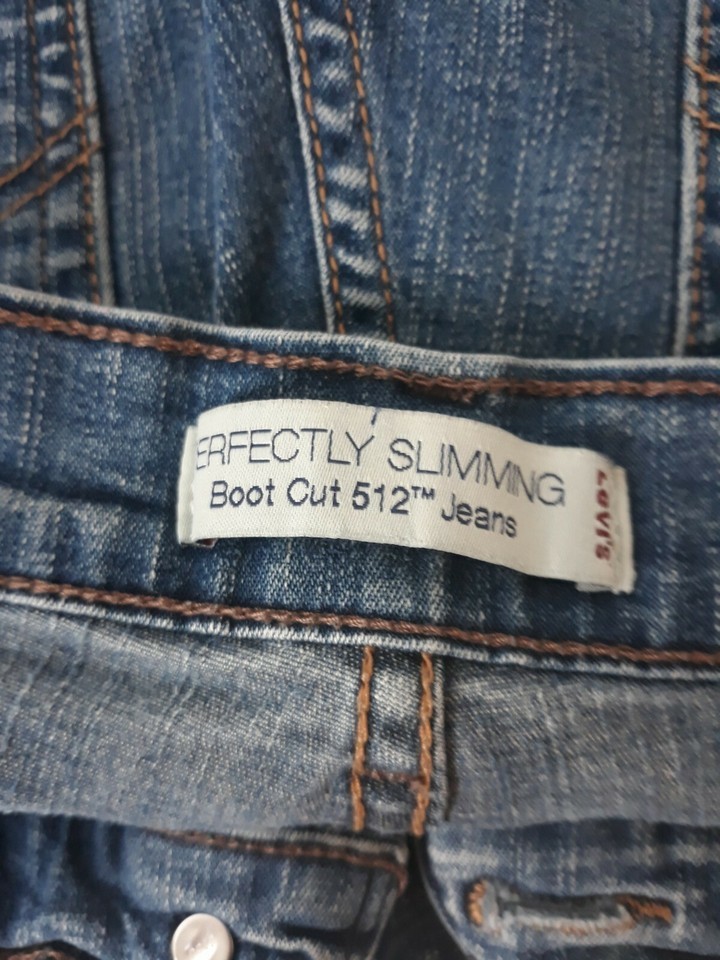 ERFECTLY SLIMMING
Boot Cut 512™ Jeans
Levi's